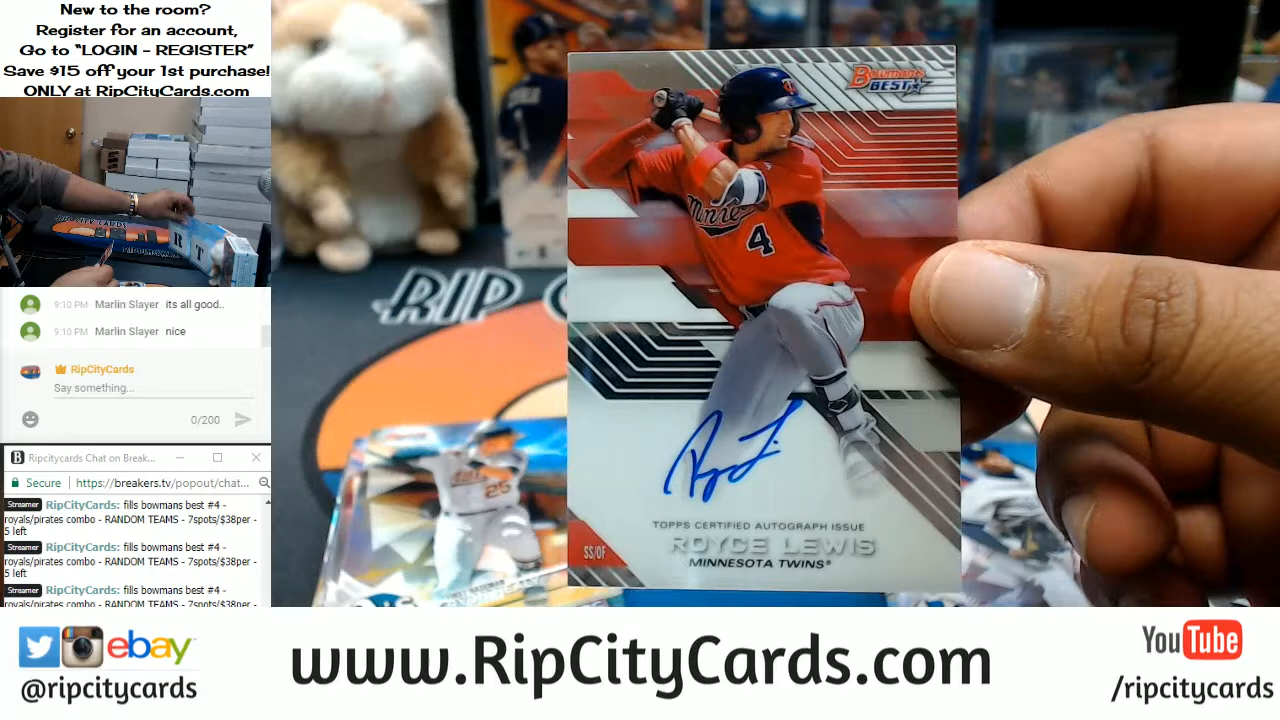 New to the room?
Register for an account,
Go to "LOGIN - REGISTER"
Save $15 off your 1st purchase!
ONLY at RipCityCards.com
RIP CITY CARDS
R T
9:10 PM Marlin Slayer its all good..
9:10 PM Marlin Slayer nice
RipCityCards
Say something...
0/200
B Ripcitycards Chat on Break...
Secure https://breakers.tv/popout/chat...
Streamer RipCityCards: fills bowmans best #4 -
royals/pirates combo - RANDOM TEAMS - 7spots/$38per -
5 left
Streamer RipCityCards: fills bowmans best #4 -
royals/pirates combo - RANDOM TEAMS - 7spots/$38per -
5 left
Streamer RipCityCards: fills bowmans best #4 -
royals/pirates combo - RANDOM TEAMS - 7spots/$38per -
RIP C
25
Bowman's
BEST
T
Minne
4
TOPPS CERTIFIED AUTOGRAPH ISSUE
SS/OF
ROYCE LEWIS
MINNESOTA TWINS®
ebay
@ripcitycards
www.RipCityCards.com
YouTube
/ripcitycards